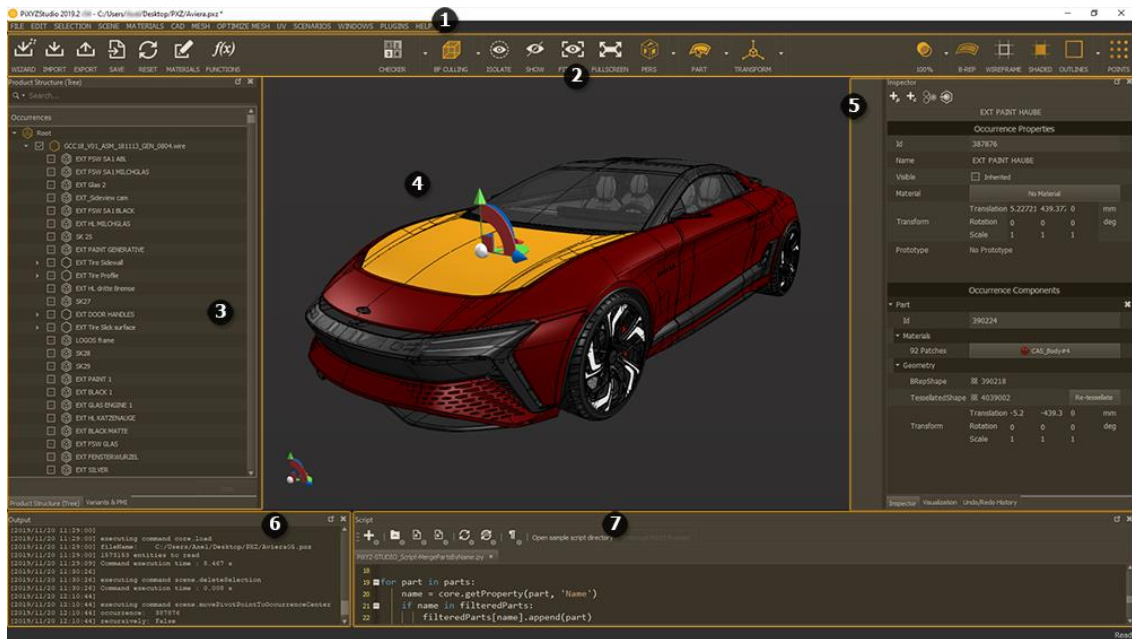 PiXYZStudio 2019.2 - C:/Users/ /Desktop/PXZ/Aviera.pxz *
FILE EDIT SELECTION SCENE MATERIALS CAD MESH OPTIMIZE MESH UV SCENARIOS WINDOWS PLUGINS HELP
1
WIZARD IMPORT EXPORT SAVE RESET MATERIALS FUNCTIONS CHECKER BF CULLING ISOLATE SHOW FULLSCREEN PERS PART TRANSFORM 100% B-REP WIREFRAME SHADED OUTLINES POINTS
f(x)
2
Product Structure (Tree)
Search...
Occurrences
Root
GCC18_V01_ASM_181113_GEN_0804.wire
EXT FSW SA1 ABL
EXT FSW SA1 MILCHGLAS
EXT Glas 2
EXT_Sideview cam
EXT FSW SA1 BLACK
EXT HL MILCHGLAS
SK 25
EXT PAINT GENERATIVE
EXT Tire Sidewall
EXT Tire Profile
EXT HL dritte Bremse
SK27
EXT DOOR HANDLES
EXT Tire Slick surface
LOGOS frame
SK28
SK29
EXT PAINT 1
EXT BLACK 1
EXT GLAS ENGINE 1
EXT HL KATZENAUGE
EXT BLACK MATTE
EXT FSW GLAS
EXT FENSTERWURZEL
EXT SILVER
3
Product Structure (Tree) Variants & PMI
4
5
Inspector
EXT PAINT HAUBE
Occurrence Properties
Id 387876
Name EXT PAINT HAUBE
Visible Inherited
Material No Material
Translation 5.22721 439.377 0 mm
Transform Rotation 0 0 0 deg
Scale 1 1 1
Prototype No Prototype
Occurrence Components
Part
Id 390224
Materials
92 Patches CAS_Body#4
Geometry
BRepShape 390218
TessellatedShape 4039002 Re-tessellate
Translation -5.2 -439.3 0 mm
Transform Rotation 0 0 0 deg
Scale 1 1 1
Inspector Visualization Undo/Redo History
Output
6
[2019/11/20 11:29:00]
[2019/11/20 11:29:00] executing command core.load
[2019/11/20 11:29:00] fileName: C:/Users/Anel/Desktop/PXZ/Aviera05.pxz
[2019/11/20 11:29:00] 1573153 entities to read
[2019/11/20 11:29:09] Command execution time : 8.467 s
[2019/11/20 11:30:26]
[2019/11/20 11:30:26] executing command scene.deleteSelection
[2019/11/20 11:30:26] Command execution time : 0.008 s
[2019/11/20 12:10:44]
[2019/11/20 12:10:44] executing command scene.movePivotPointToOccurrenceCenter
[2019/11/20 12:10:44] occurrence: 387876
[2019/11/20 12:10:44] recursively: False
Script
7
Open sample script directory
PiXYZ-STUDIO_Script-MergePartsByName.py
18
19 for part in parts:
20 name = core.getProperty(part, 'Name')
21 if name in filteredParts:
22 filteredParts[name].append(part)
Ready